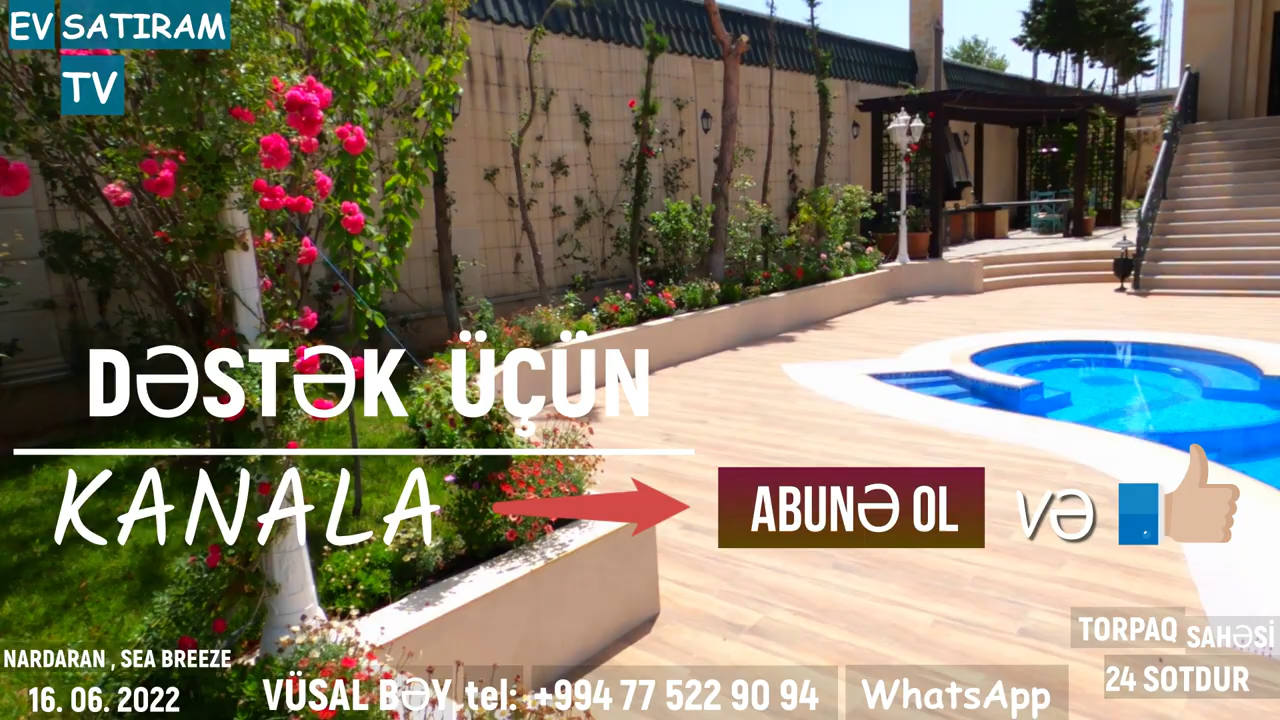 EV SATIRAM
TV
DƏSTƏK ÜÇÜN
KANALA
ABUNƏ OL
VƏ
TORPAQ SAHƏSİ
24 SOTDUR
NARDARAN , SEA BREEZE
16. 06. 2022
VÜSAL BƏY tel: +994 77 522 90 94 WhatsApp